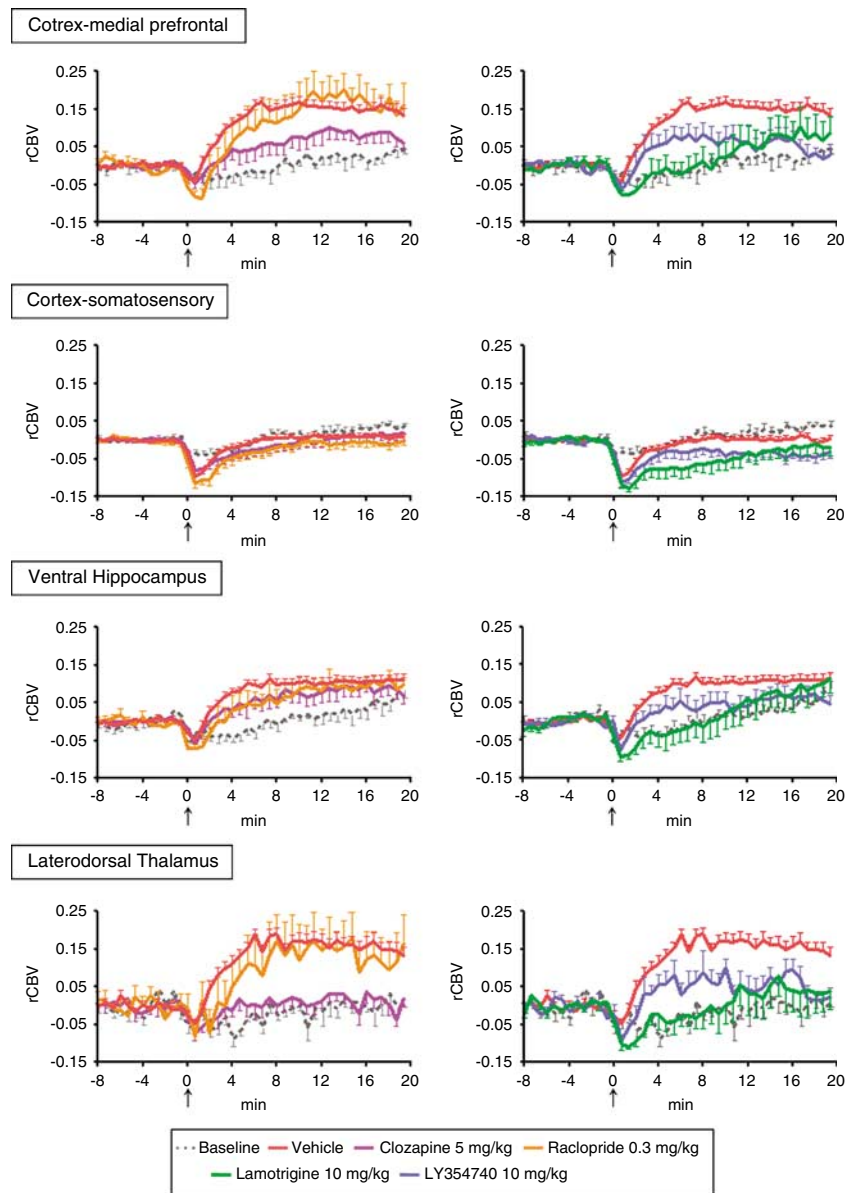 Cotrex-medial prefrontal
rCBV
0.25
0.15
0.05
-0.05
-0.15
-8 -4 0 4 8 12 16 20
min
rCBV
0.25
0.15
0.05
-0.05
-0.15
-8 -4 0 4 8 12 16 20
min
Cortex-somatosensory
rCBV
0.25
0.15
0.05
-0.05
-0.15
-8 -4 0 4 8 12 16 20
min
rCBV
0.25
0.15
0.05
-0.05
-0.15
-8 -4 0 4 8 12 16 20
min
Ventral Hippocampus
rCBV
0.25
0.15
0.05
-0.05
-0.15
-8 -4 0 4 8 12 16 20
min
rCBV
0.25
0.15
0.05
-0.05
-0.15
-8 -4 0 4 8 12 16 20
min
Laterodorsal Thalamus
rCBV
0.25
0.15
0.05
-0.05
-0.15
-8 -4 0 4 8 12 16 20
min
rCBV
0.25
0.15
0.05
-0.05
-0.15
-8 -4 0 4 8 12 16 20
min
Baseline Vehicle Clozapine 5 mg/kg Raclopride 0.3 mg/kg
Lamotrigine 10 mg/kg LY354740 10 mg/kg